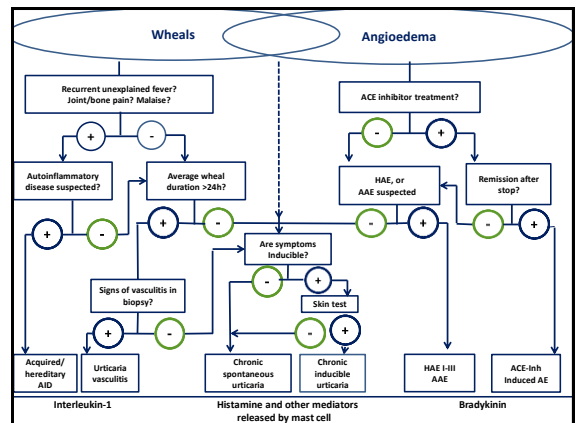 Wheals
Angioedema
Recurrent unexplained fever?
Joint/bone pain? Malaise?
ACE inhibitor treatment?
+
-
-
+
Autoinflammatory
disease suspected?
Average wheal
duration >24h?
HAE, or
AAE suspected
Remission after
stop?
+
-
+
-
-
+
-
+
Are symptoms
Inducible?
-
+
Signs of vasculitis in
biopsy?
Skin test
+
-
-
+
Acquired/
hereditary
AID
Urticaria
vasculitis
Chronic
spontaneous
urticaria
Chronic
inducible
urticaria
HAE I-III
AAE
ACE-Inh
Induced AE
Interleukin-1
Histamine and other mediators
released by mast cell
Bradykinin